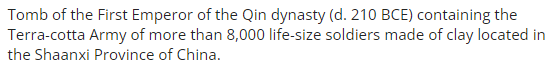 Tomb of the First Emperor of the Qin dynasty (d. 210 BCE) containing the
Terra-cotta Army of more than 8,000 life-size soldiers made of clay located in
the Shaanxi Province of China.